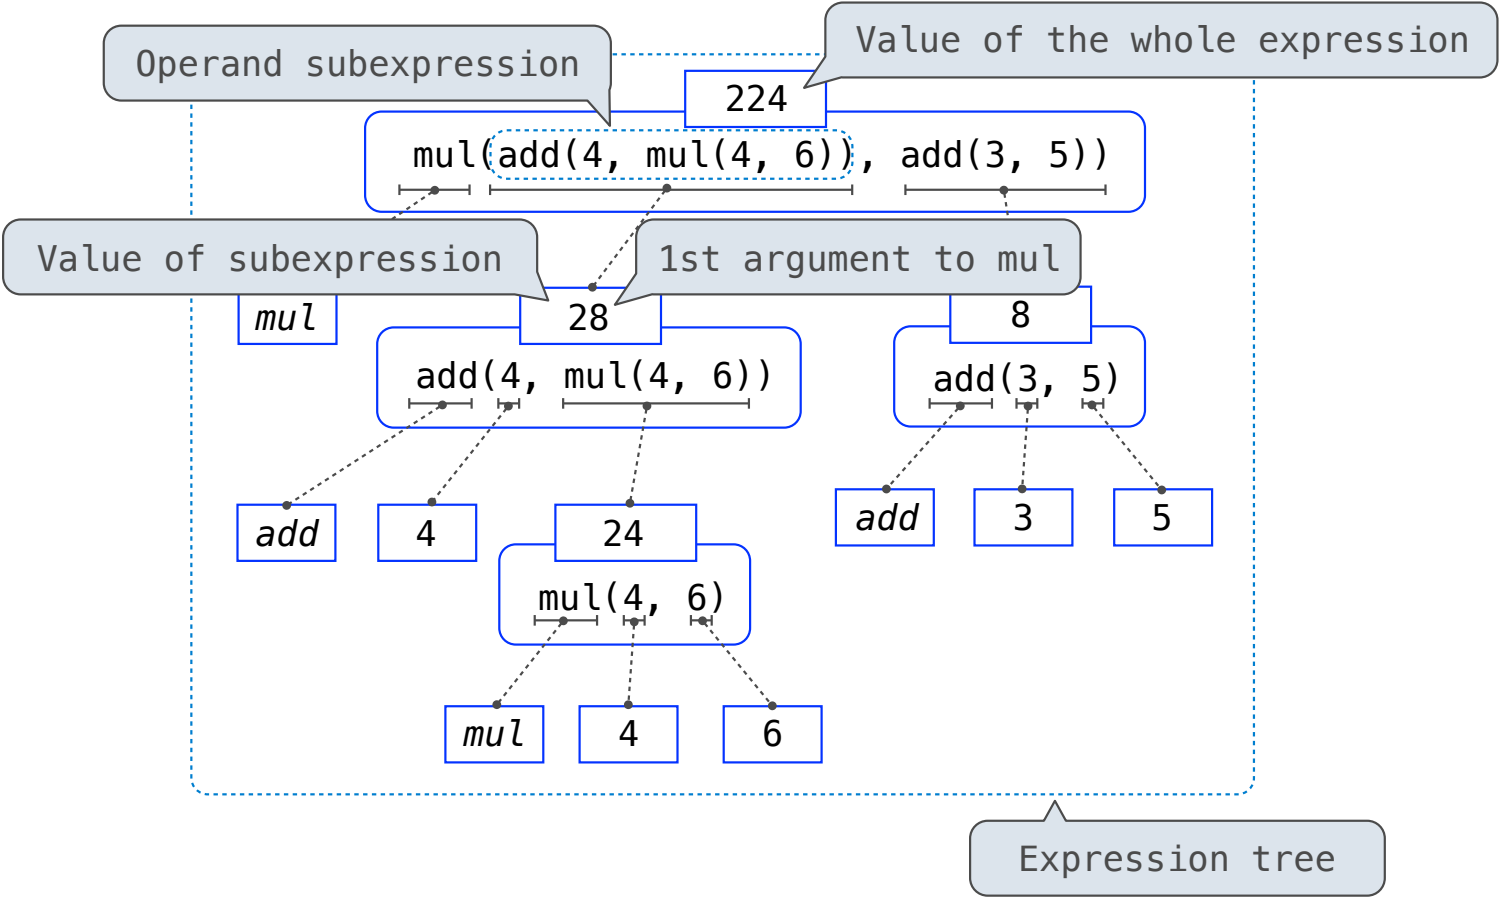 Value of the whole expression
Operand subexpression
224
mul(add(4, mul(4, 6)), add(3, 5))
Value of subexpression
1st argument to mul
mul
28
8
add(4, mul(4, 6))
add(3, 5)
add
4
24
add
3
5
mul(4, 6)
mul
4
6
Expression tree